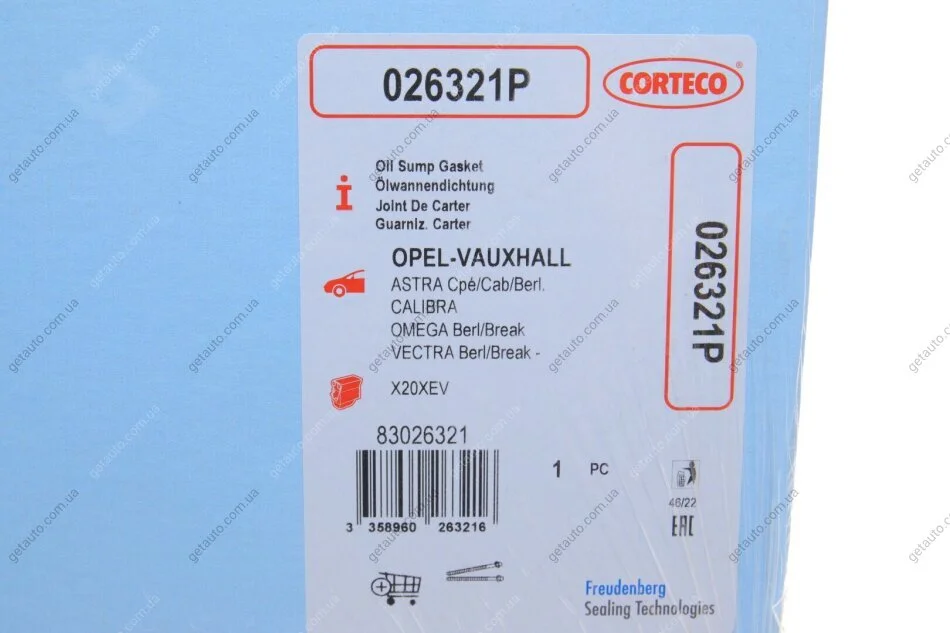 026321P
CORTECO®
Oil Sump Gasket
Ölwannendichtung
Joint De Carter
Guarniz. Carter
OPEL-VAUXHALL
ASTRA Cpé/Cab/Berl.
CALIBRA
OMEGA Berl/Break
VECTRA Berl/Break -
X20XEV
026321P
83026321
3 358960 263216
1 PC
46/22
EAC
Freudenberg
Sealing Technologies
getauto.com.ua